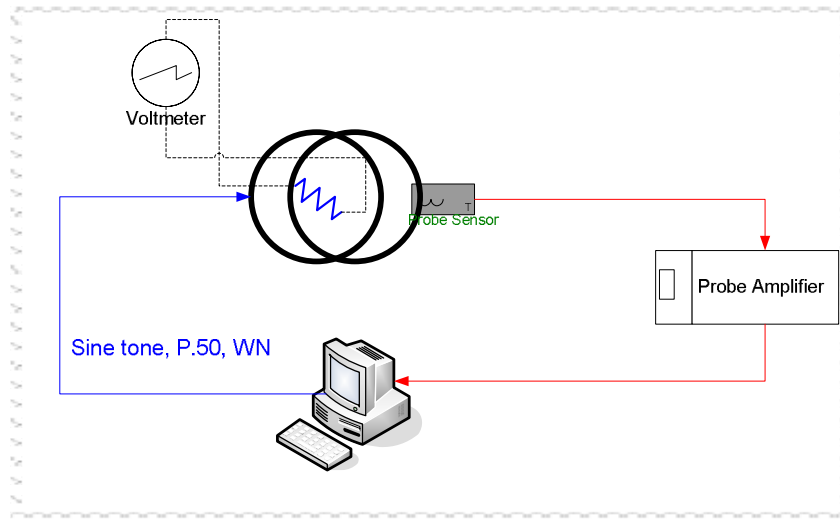 Voltmeter
T
Probe Sensor
Probe Amplifier
Sine tone, P.50, WN